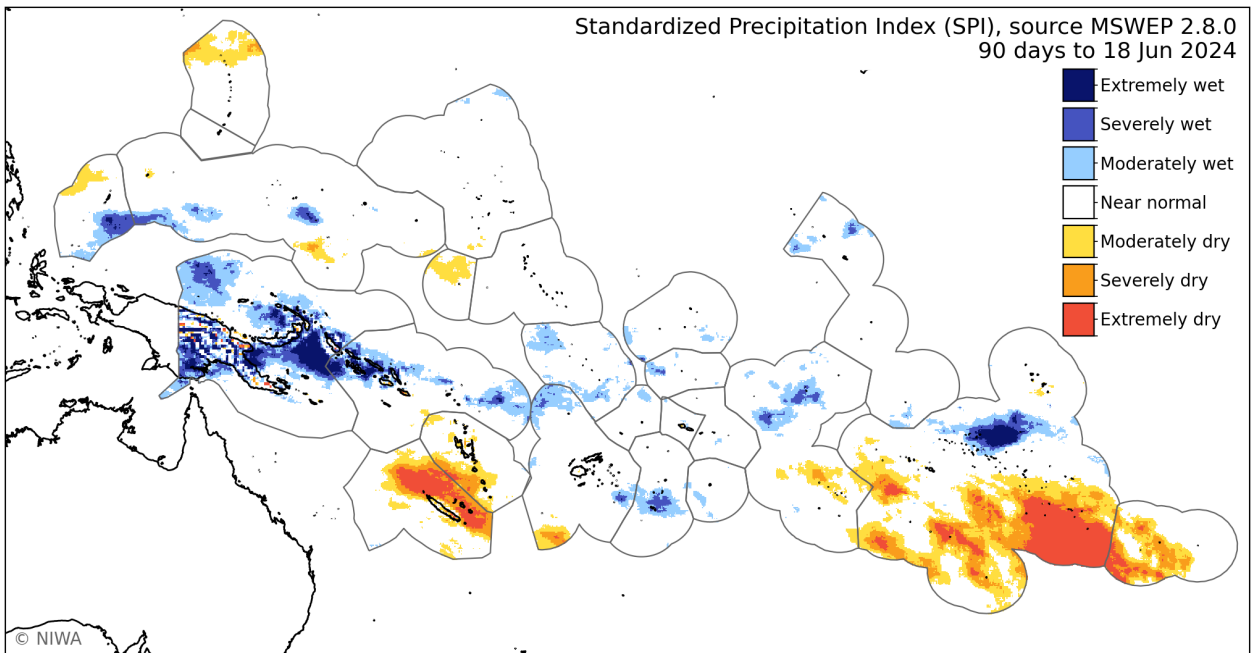 Standardized Precipitation Index (SPI), source MSWEP 2.8.0
90 days to 18 Jun 2024
Extremely wet
Severely wet
Moderately wet
Near normal
Moderately dry
Severely dry
Extremely dry
© NIWA